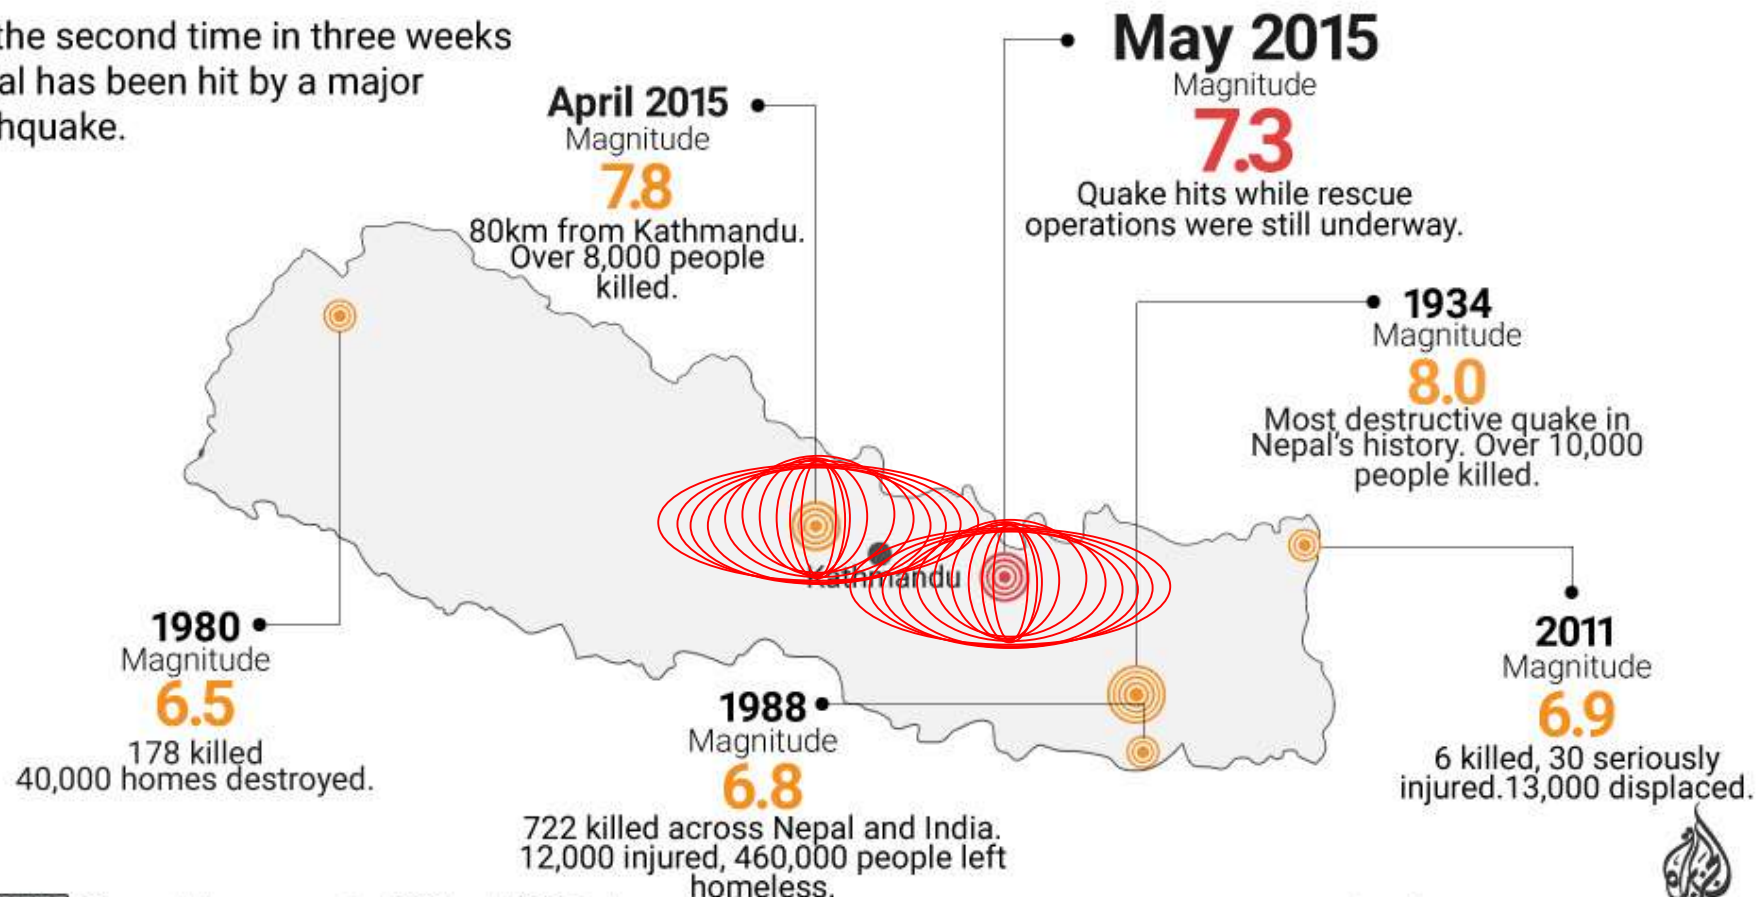 the second time in three weeks
al has been hit by a major
hquake.
April 2015
Magnitude
7.8
80km from Kathmandu.
Over 8,000 people
killed.
May 2015
Magnitude
7.3
Quake hits while rescue
operations were still underway.
1934
Magnitude
8.0
Most destructive quake in
Nepal's history. Over 10,000
people killed.
Kathmandu
1980
Magnitude
6.5
178 killed
40,000 homes destroyed.
1988
Magnitude
6.8
722 killed across Nepal and India.
12,000 injured, 460,000 people left
homeless.
2011
Magnitude
6.9
6 killed, 30 seriously
injured.13,000 displaced.